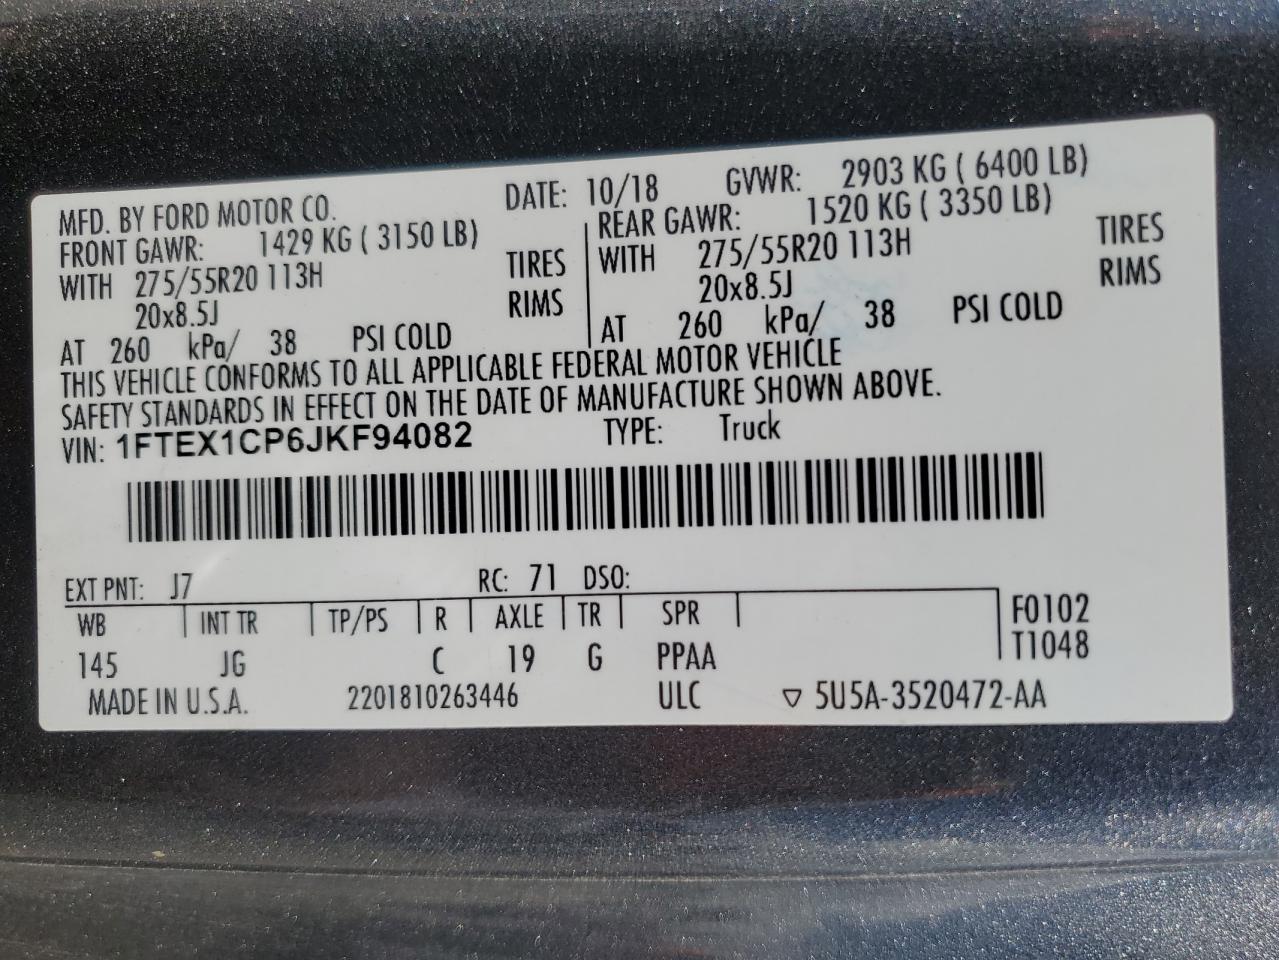 MFD. BY FORD MOTOR CO. DATE: 10/18 GVWR: 2903 KG ( 6400 LB)
FRONT GAWR: 1429 KG ( 3150 LB) REAR GAWR: 1520 KG ( 3350 LB)
WITH 275/55R20 113H TIRES WITH 275/55R20 113H TIRES
20x8.5J RIMS 20x8.5J RIMS
AT 260 kPa/ 38 PSI COLD AT 260 kPa/ 38 PSI COLD
THIS VEHICLE CONFORMS TO ALL APPLICABLE FEDERAL MOTOR VEHICLE
SAFETY STANDARDS IN EFFECT ON THE DATE OF MANUFACTURE SHOWN ABOVE.
VIN: 1FTEX1CP6JKF94082 TYPE: Truck
EXT PNT: J7 RC: 71 DSO:
WB INT TR TP/PS R AXLE TR SPR F0102
145 JG C 19 G PPAA T1048
MADE IN U.S.A. 2201810263446 ULC ▽ 5U5A-3520472-AA